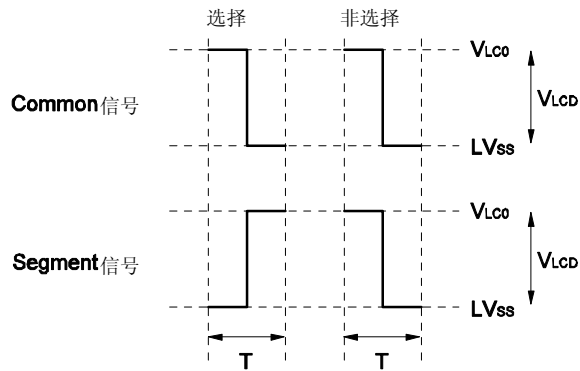 选择 非选择
VLC0
Common信号
VLCD
LVSS
VLC0
Segment信号
VLCD
LVSS
T T